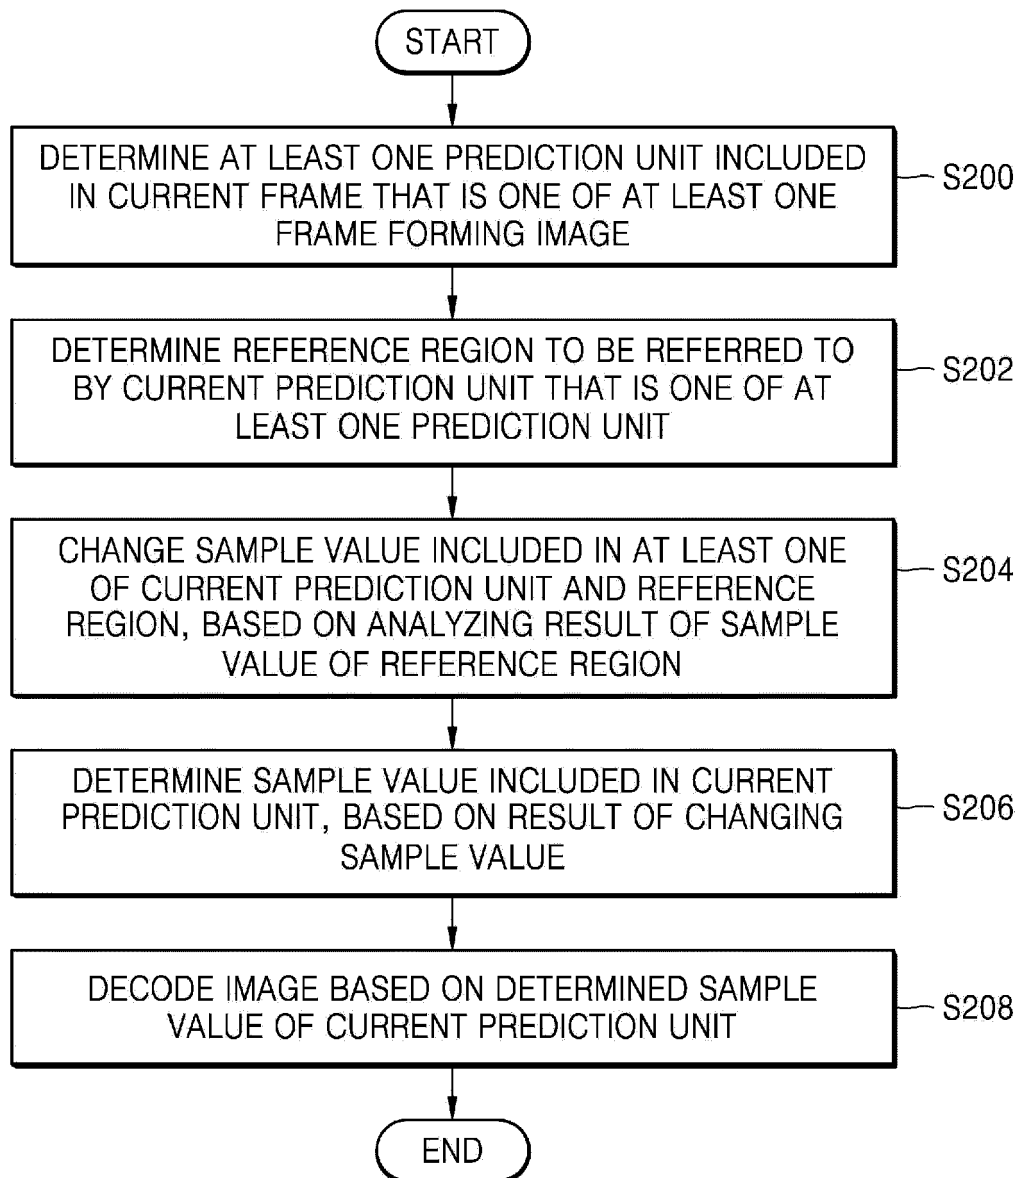 START
DETERMINE AT LEAST ONE PREDICTION UNIT INCLUDED
IN CURRENT FRAME THAT IS ONE OF AT LEAST ONE
FRAME FORMING IMAGE
S200
DETERMINE REFERENCE REGION TO BE REFERRED TO
BY CURRENT PREDICTION UNIT THAT IS ONE OF AT
LEAST ONE PREDICTION UNIT
S202
CHANGE SAMPLE VALUE INCLUDED IN AT LEAST ONE
OF CURRENT PREDICTION UNIT AND REFERENCE
REGION, BASED ON ANALYZING RESULT OF SAMPLE
VALUE OF REFERENCE REGION
S204
DETERMINE SAMPLE VALUE INCLUDED IN CURRENT
PREDICTION UNIT, BASED ON RESULT OF CHANGING
SAMPLE VALUE
S206
DECODE IMAGE BASED ON DETERMINED SAMPLE
VALUE OF CURRENT PREDICTION UNIT
S208
END